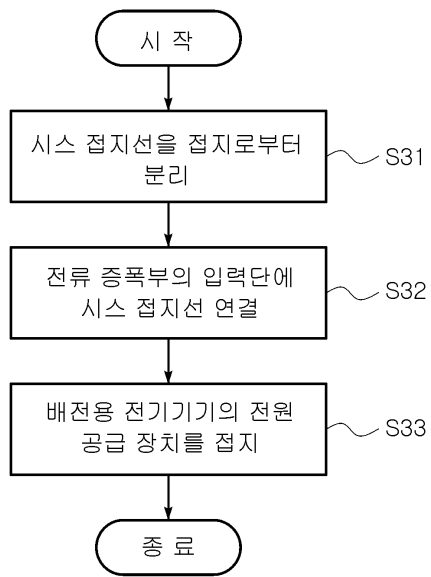 시 작
시스 접지선을 접지로부터
분리
S31
전류 증폭부의 입력단에
시스 접지선 연결
S32
배전용 전기기기의 전원
공급 장치를 접지
S33
종 료